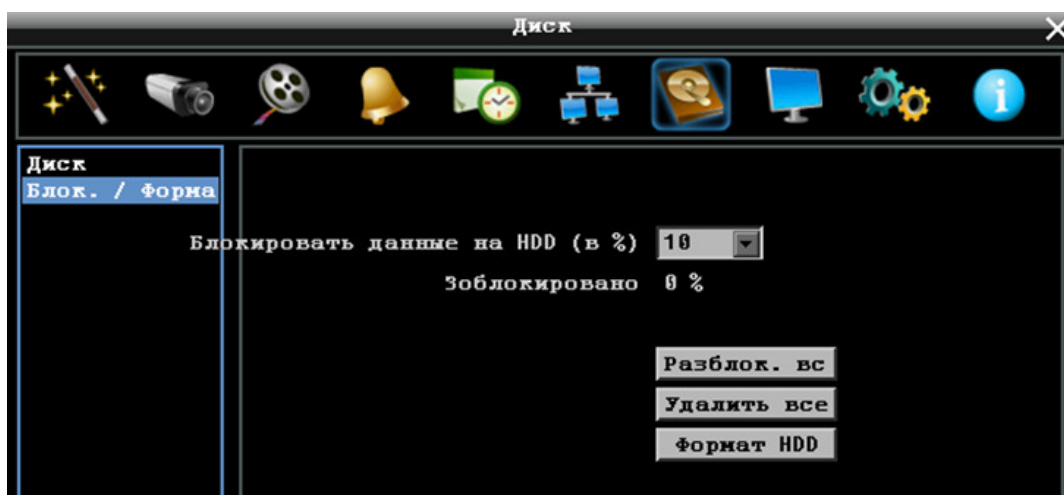 Диск
Диск
Блок. / Форма
Блокировать данные на HDD (в %) 10
Зоблокировано 0 %
Разблок. вс
Удалить все
Формат HDD